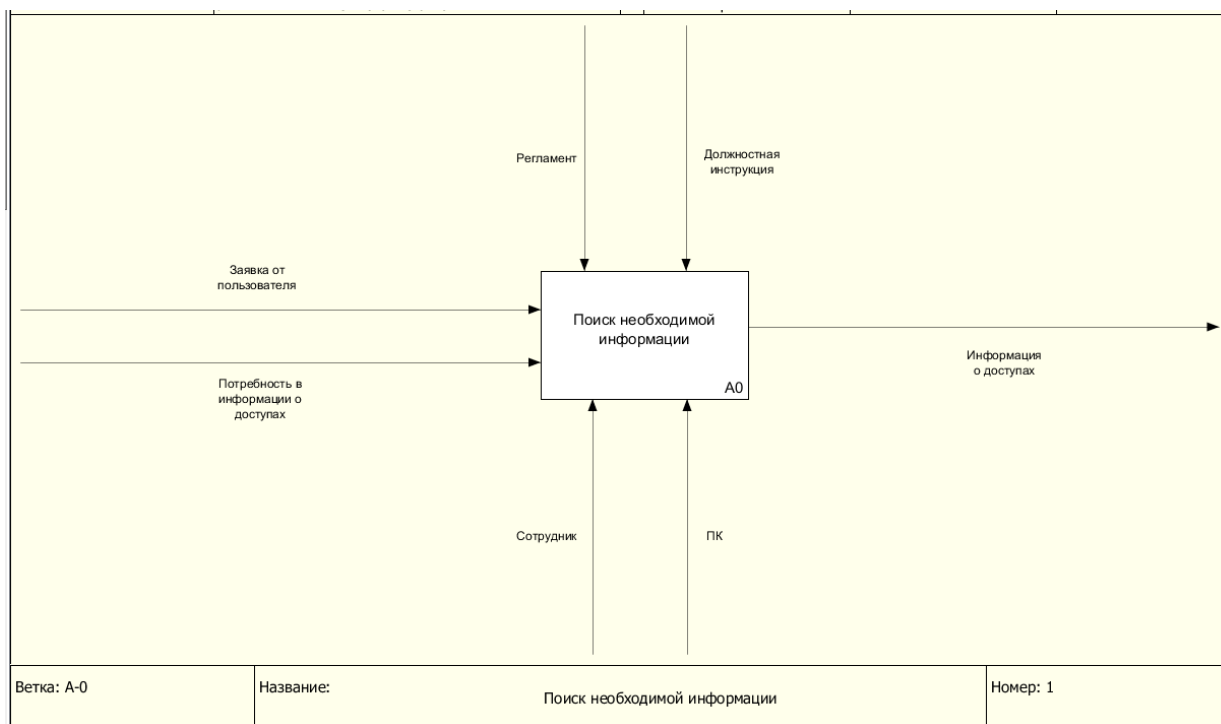 Регламент
Должностная
инструкция
Заявка от
пользователя
Поиск необходимой
информации
A0
Информация
о доступах
Потребность в
информации о
доступах
Сотрудник
ПК
Ветка: A-0
Название:
Поиск необходимой информации
Номер: 1